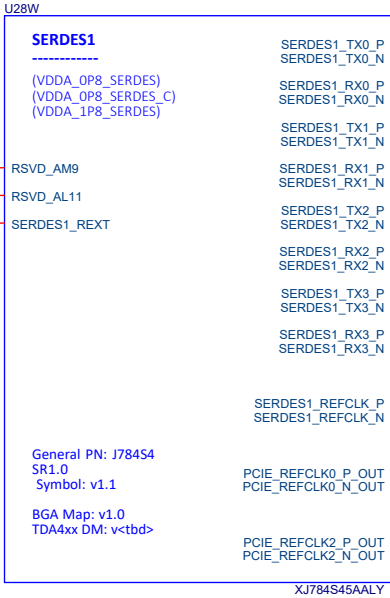 U28W
SERDES1
------------
(VDDA_0P8_SERDES)
(VDDA_0P8_SERDES_C)
(VDDA_1P8_SERDES)
RSVD_AM9
RSVD_AL11
SERDES1_REXT
SERDES1_TX0_P
SERDES1_TX0_N
SERDES1_RX0_P
SERDES1_RX0_N
SERDES1_TX1_P
SERDES1_TX1_N
SERDES1_RX1_P
SERDES1_RX1_N
SERDES1_TX2_P
SERDES1_TX2_N
SERDES1_RX2_P
SERDES1_RX2_N
SERDES1_TX3_P
SERDES1_TX3_N
SERDES1_RX3_P
SERDES1_RX3_N
SERDES1_REFCLK_P
SERDES1_REFCLK_N
General PN: J784S4
SR1.0
Symbol: v1.1
BGA Map: v1.0
TDA4xx DM: v<tbd>
PCIE_REFCLK0_P_OUT
PCIE_REFCLK0_N_OUT
PCIE_REFCLK2_P_OUT
PCIE_REFCLK2_N_OUT
XJ784S45AALY